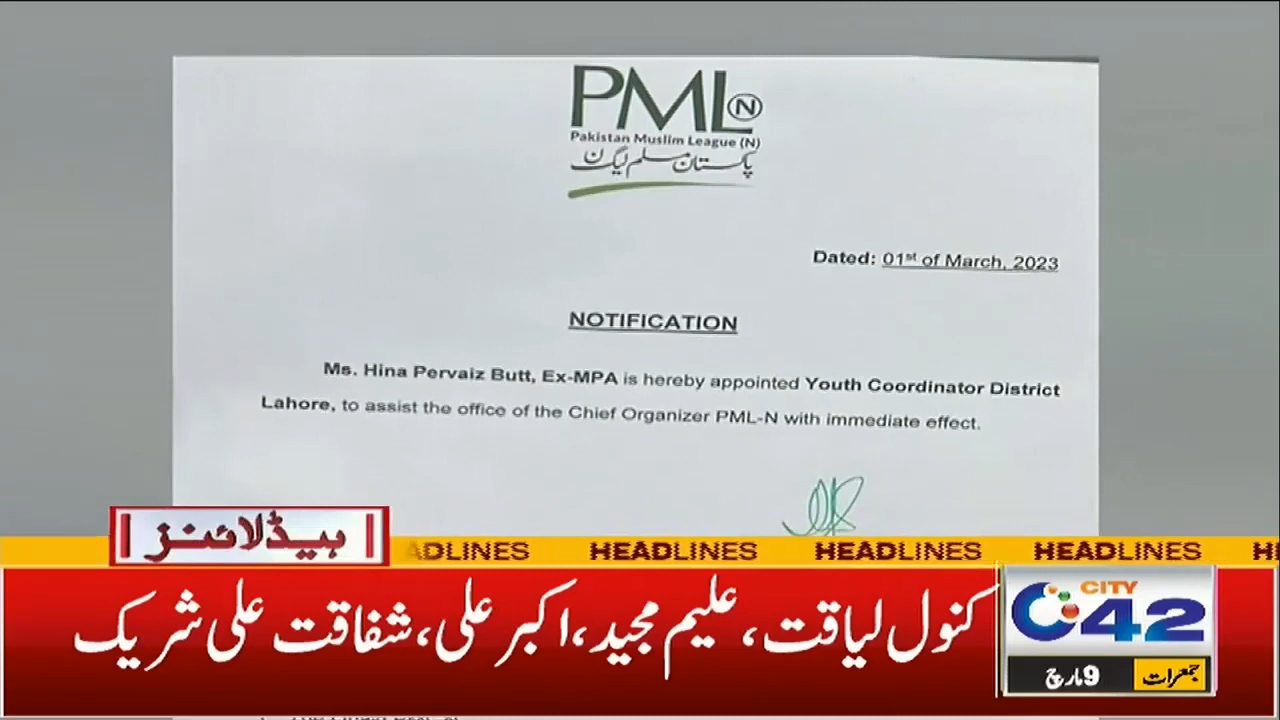 PMLN
Pakistan Muslim League (N)
پاکستان مسلم لیگ ن
Dated: 01st of March, 2023
NOTIFICATION
Ms. Hina Pervaiz Butt, Ex-MPA is hereby appointed Youth Coordinator District
Lahore, to assist the office of the Chief Organizer PML-N with immediate effect.
ہیڈلائنز
ADLINES HEADLINES HEADLINES HEADLINES H
کنول لیاقت، علیم مجید، اکبر علی، شفاقت علی شریک
CITY
42
جمعرات 9 مارچ